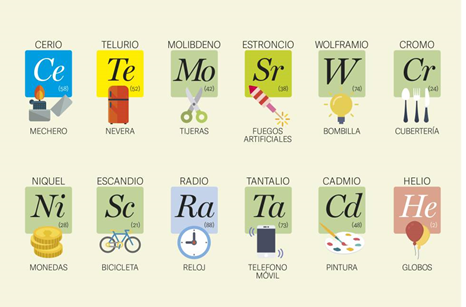 CERIO TELURIO MOLIBDENO ESTRONCIO WOLFRAMIO CROMO
Ce Te Mo Sr W Cr
(58) (52) (42) (38) (74) (24)
MECHERO NEVERA TIJERAS FUEGOS ARTIFICIALES BOMBILLA CUBERTERÍA
NIQUEL ESCANDIO RADIO TANTALIO CADMIO HELIO
Ni Sc Ra Ta Cd He
(28) (21) (88) (73) (48) (2)
MONEDAS BICICLETA RELOJ TELEFONO MÓVIL PINTURA GLOBOS